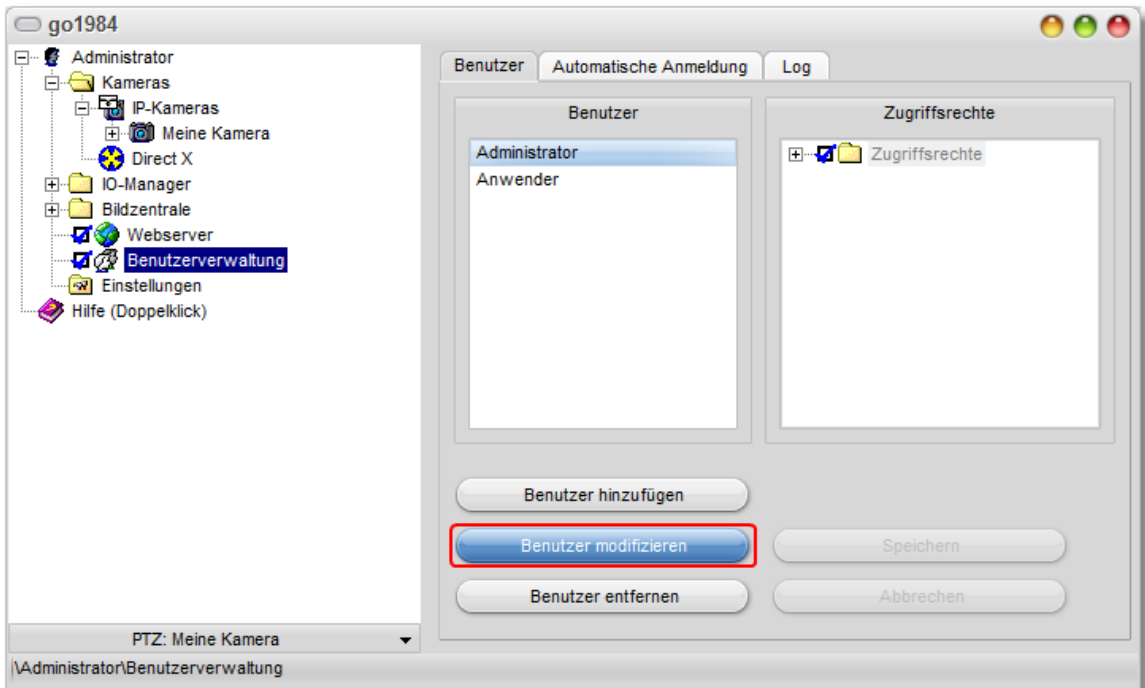 go1984
Administrator
Kameras
IP-Kameras
Meine Kamera
Direct X
IO-Manager
Bildzentrale
Webserver
Benutzerverwaltung
Einstellungen
Hilfe (Doppelklick)
PTZ: Meine Kamera
Benutzer
Automatische Anmeldung
Log
Benutzer
Administrator
Anwender
Zugriffsrechte
Zugriffsrechte
Benutzer hinzufügen
Benutzer modifizieren
Speichern
Benutzer entfernen
Abbrechen
\Administrator\Benutzerverwaltung